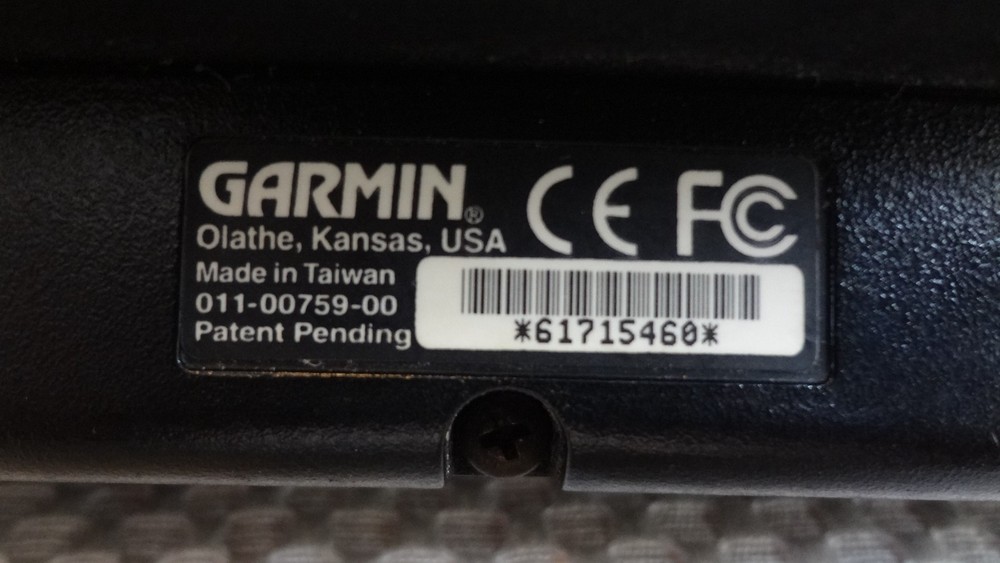 GARMIN® CE FC
Olathe, Kansas, USA
Made in Taiwan
011-00759-00
Patent Pending
*61715460*